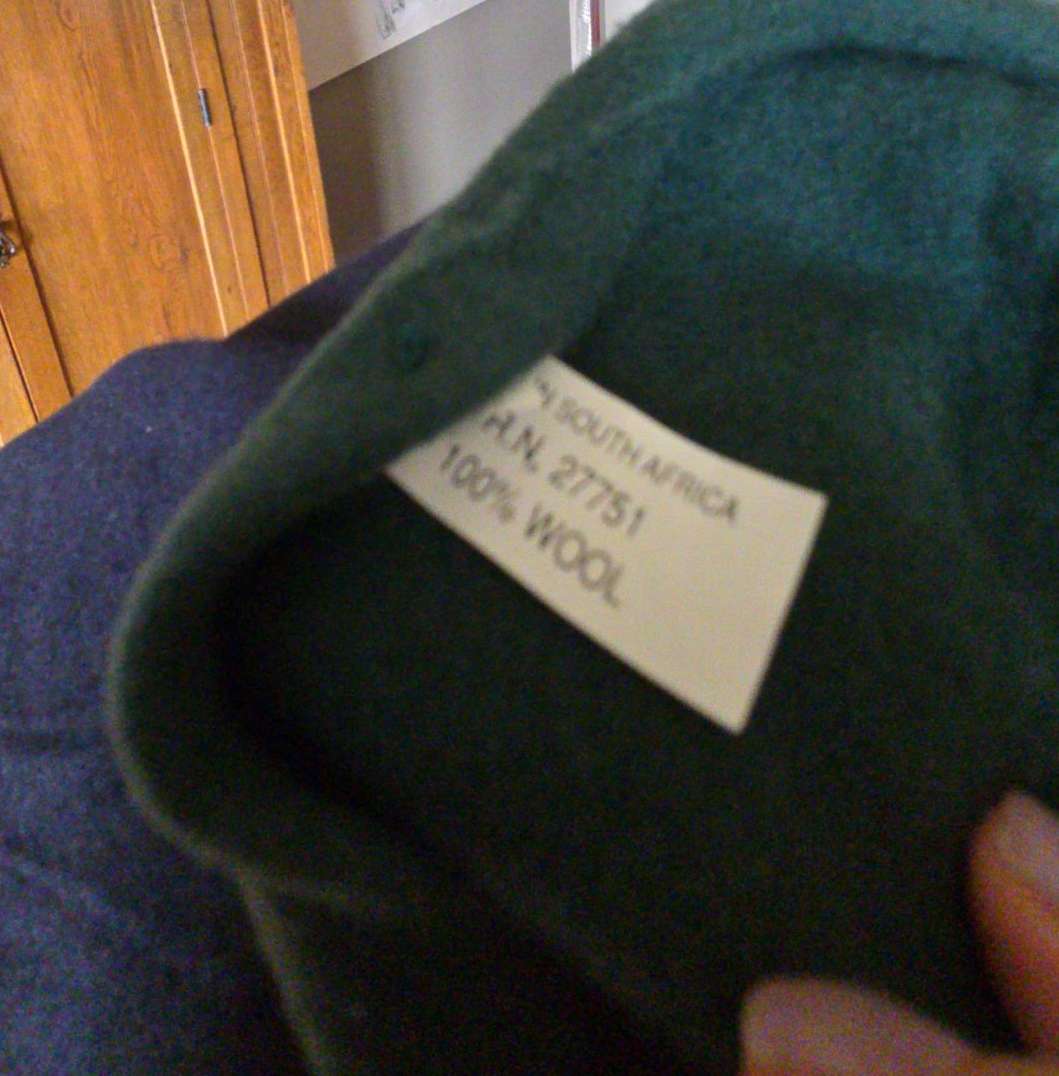 SOUTH AFRICA
H.N. 27751
100% WOOL